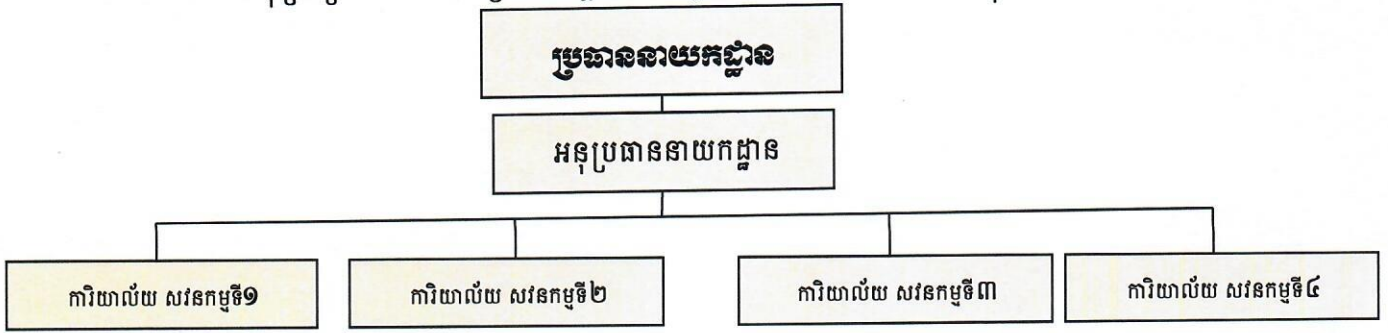 ប្រធាននាយកដ្ឋាន
អនុប្រធាននាយកដ្ឋាន
ការិយាល័យ សវនកម្មទី១
ការិយាល័យ សវនកម្មទី២
ការិយាល័យ សវនកម្មទី៣
ការិយាល័យ សវនកម្មទី៤